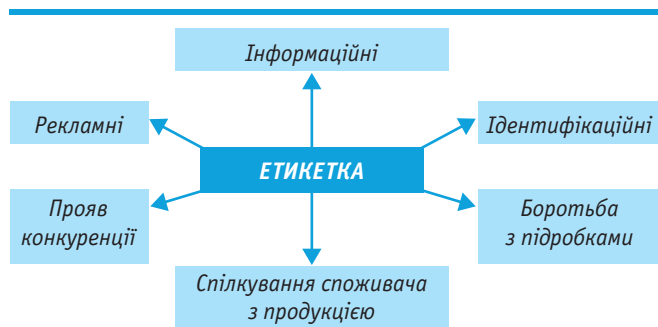 Інформаційні
Рекламні
Ідентифікаційні
ЕТИКЕТКА
Прояв
конкуренції
Боротьба
з підробками
Спілкування споживача
з продукцією